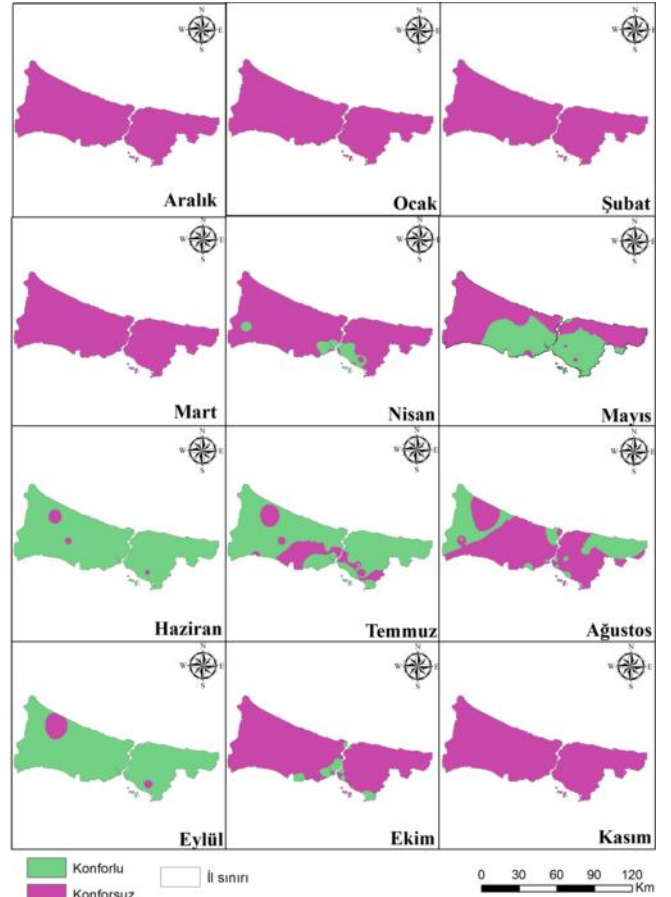 N
W E
S
Aralık
N
W E
S
Ocak
N
W E
S
Şubat
N
W E
S
Mart
N
W E
S
Nisan
N
W E
S
Mayıs
N
W E
S
Haziran
N
W E
S
Temmuz
N
W E
S
Ağustos
N
W E
S
Eylül
N
W E
S
Ekim
N
W E
S
Kasım
Konforlu
İl sınırı
Konforsuz
0 30 60 90 120
Km